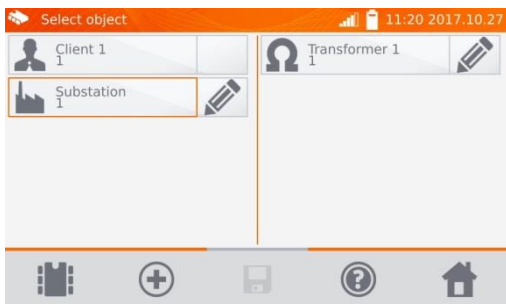 Select object
11:20 2017.10.27
Client 1
1
Substation
1
Transformer 1
1